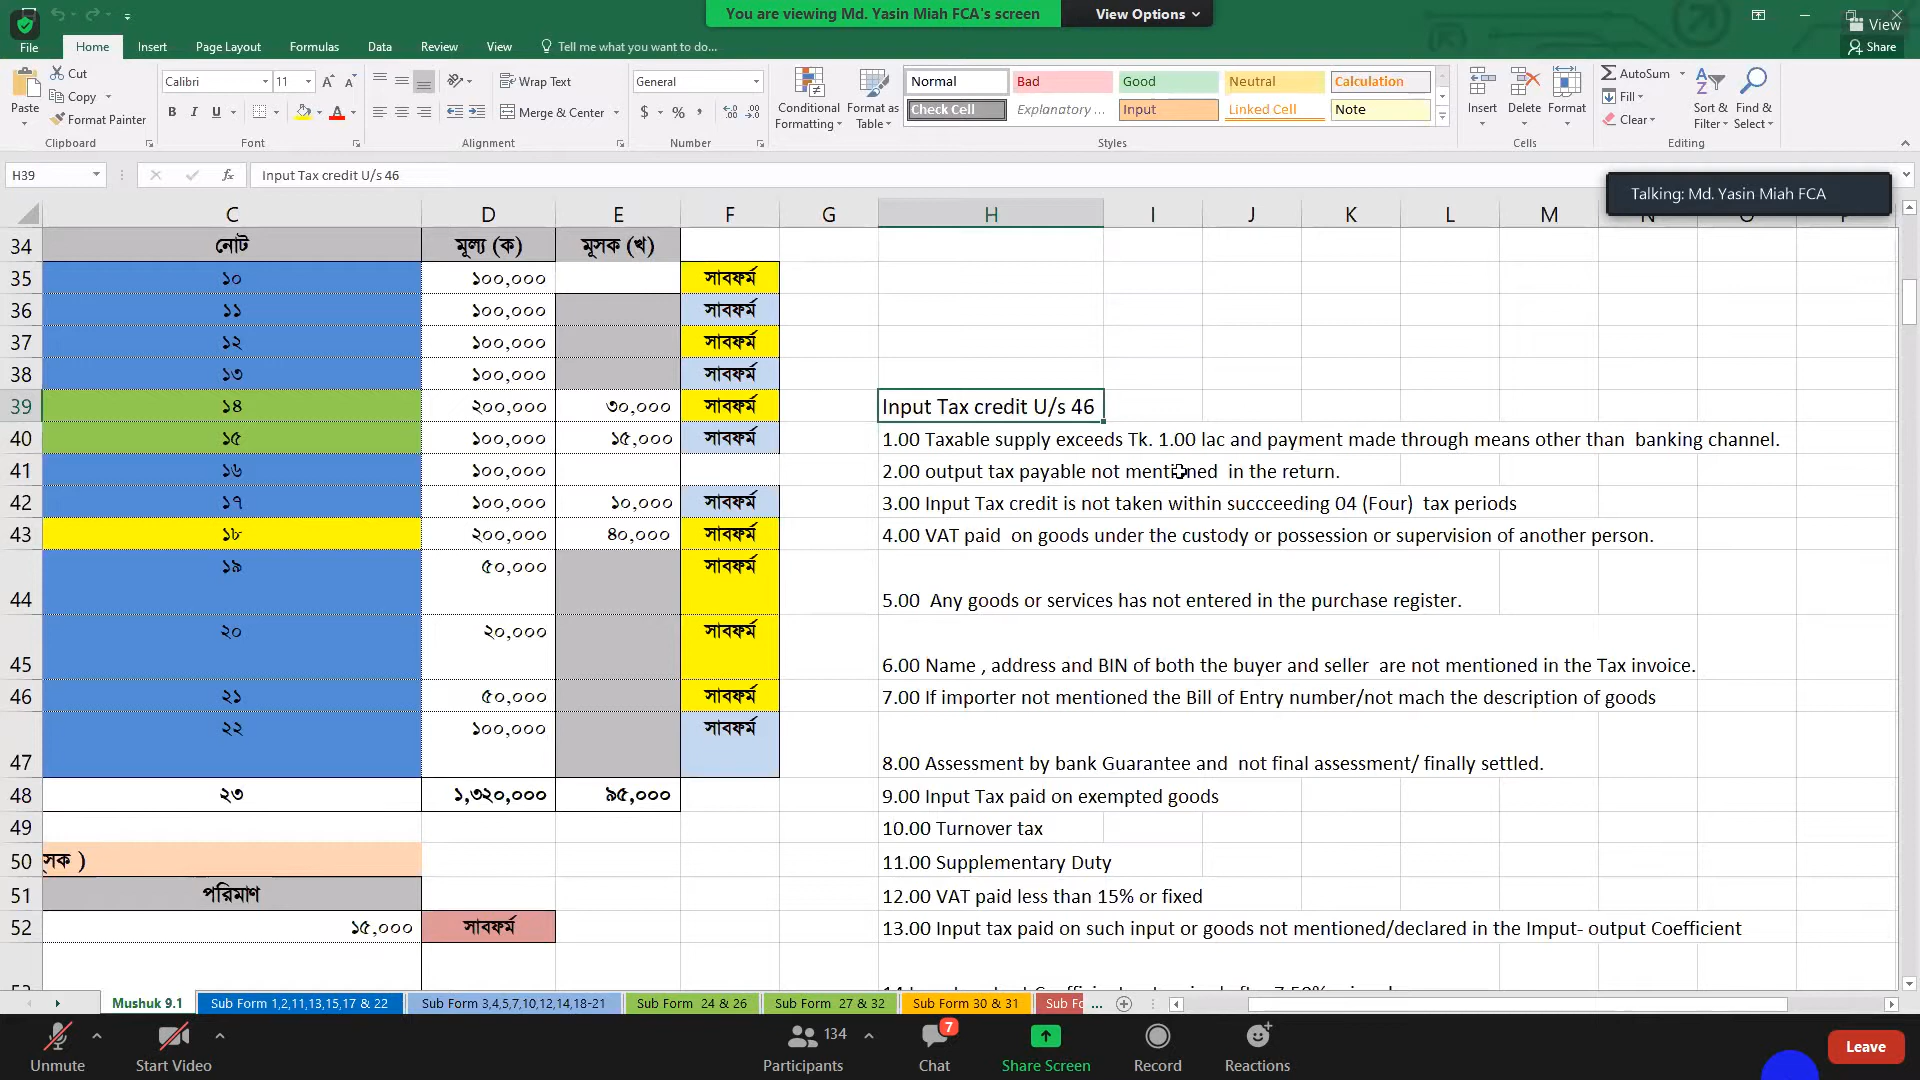 You are viewing Md. Yasin Miah FCA's screen
View Options
View
File
Home
Insert
Page Layout
Formulas
Data
Review
View
Tell me what you want to do...
Share
Paste
Cut
Copy
Format Painter
Clipboard
Calibri
11
Font
Wrap Text
Merge & Center
Alignment
General
Number
Conditional Formatting
Format as Table
Normal
Bad
Good
Neutral
Calculation
Check Cell
Explanatory ...
Input
Linked Cell
Note
Styles
Insert
Delete
Format
Cells
AutoSum
Fill
Clear
Sort & Filter
Find & Select
Editing
H39
Input Tax credit U/s 46
Talking: Md. Yasin Miah FCA
C D E F G H I J K L M
34 নোট মূল্য (ক) মূসক (খ)
35 ১০ ১০০,০০০ সাবফর্ম
36 ১১ ১০০,০০০ সাবফর্ম
37 ১২ ১০০,০০০ সাবফর্ম
38 ১৩ ১০০,০০০ সাবফর্ম
39 ১৪ ২০০,০০০ ৩০,০০০ সাবফর্ম Input Tax credit U/s 46
40 ১৫ ১০০,০০০ ১৫,০০০ সাবফর্ম 1.00 Taxable supply exceeds Tk. 1.00 lac and payment made through means other than banking channel.
41 ১৬ ১০০,০০০ 2.00 output tax payable not mentioned in the return.
42 ১৭ ১০০,০০০ ১০,০০০ সাবফর্ম 3.00 Input Tax credit is not taken within succceeding 04 (Four) tax periods
43 ১৮ ২০০,০০০ ৪০,০০০ সাবফর্ম 4.00 VAT paid on goods under the custody or possession or supervision of another person.
44 ১৯ ৫০,০০০ সাবফর্ম 5.00 Any goods or services has not entered in the purchase register.
45 ২০ ২০,০০০ সাবফর্ম 6.00 Name , address and BIN of both the buyer and seller are not mentioned in the Tax invoice.
46 ২১ ৫০,০০০ সাবফর্ম 7.00 If importer not mentioned the Bill of Entry number/not mach the description of goods
47 ২২ ১০০,০০০ সাবফর্ম 8.00 Assessment by bank Guarantee and not final assessment/ finally settled.
48 ২৩ ১,৩২০,০০০ ৯৫,০০০ 9.00 Input Tax paid on exempted goods
49 10.00 Turnover tax
50 সক ) 11.00 Supplementary Duty
51 পরিমাণ 12.00 VAT paid less than 15% or fixed
52 ১৫,০০০ সাবফর্ম 13.00 Input tax paid on such input or goods not mentioned/declared in the Imput- output Coefficient
Mushuk 9.1
Sub Form 1,2,11,13,15,17 & 22
Sub Form 3,4,5,7,10,12,14,18-21
Sub Form 24 & 26
Sub Form 27 & 32
Sub Form 30 & 31
Sub Fo
...
Unmute
Start Video
134
Participants
7
Chat
Share Screen
Record
Reactions
Leave